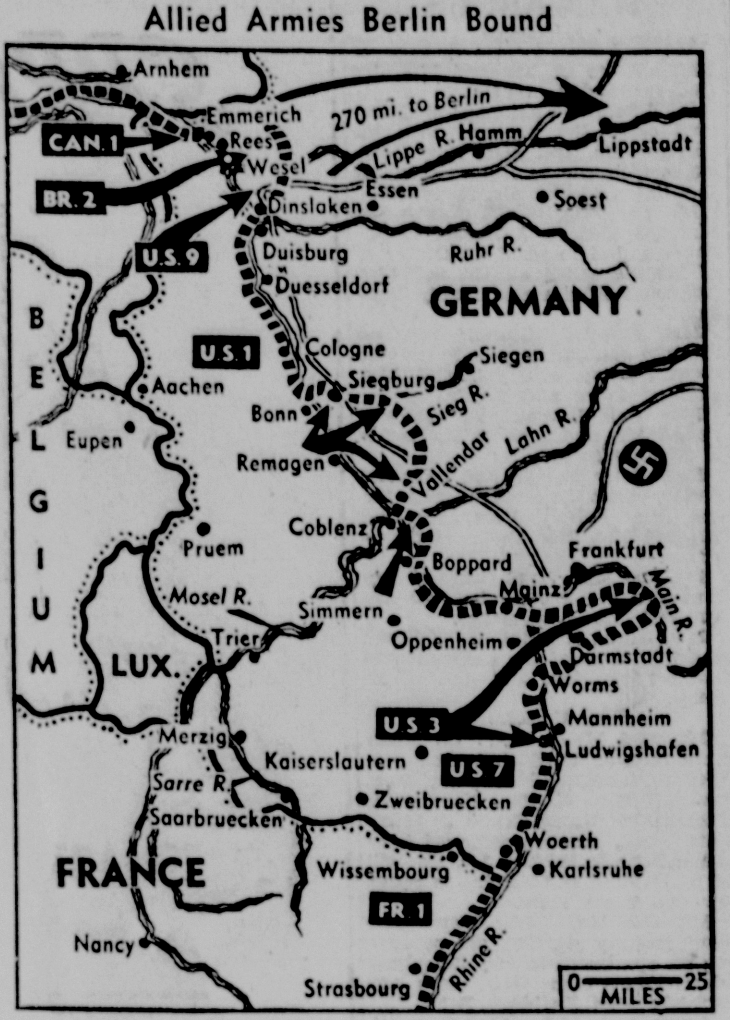 Allied Armies Berlin Bound
Arnhem
Emmerich
270 mi. to Berlin
CAN. 1
Rees
Lippe R.
Hamm
Lippstadt
Wesel
BR. 2
Essen
Soest
Dinslaken
U.S. 9
Duisburg
Ruhr R.
Duesseldorf
GERMANY
BELGIUM
U.S. 1
Cologne
Siegen
Aachen
Siegburg
Sieg R.
Bonn
Eupen
Lahn R.
Remagen
Vallendar
Coblenz
Pruem
Boppard
Frankfurt
Mosel R.
Simmern
Mainz
Main R.
Trier
Oppenheim
LUX.
Darmstadt
Worms
U.S. 3
Mannheim
Merzig
Kaiserslautern
U S 7
Ludwigshafen
Sarre R.
Zweibruecken
Saarbruecken
Woerth
FRANCE
Wissembourg
Karlsruhe
FR. 1
Nancy
Rhine R.
Strasbourg
0 25
MILES